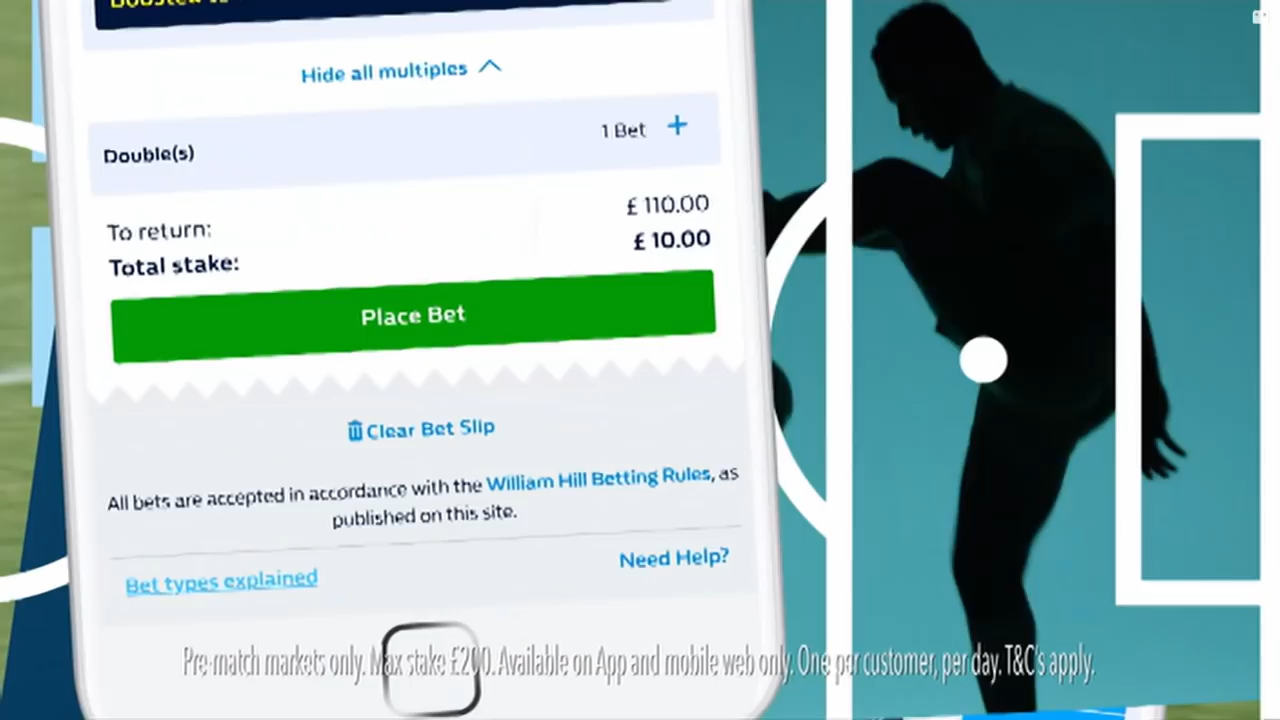 Boosted
Hide all multiples
Double(s)
1 Bet +
To return:
£ 110.00
Total stake:
£ 10.00
Place Bet
Clear Bet Slip
All bets are accepted in accordance with the William Hill Betting Rules, as
published on this site.
Bet types explained
Need Help?
Pre-match markets only. Max stake £200. Available on App and mobile web only. One per customer, per day. T&C's apply.